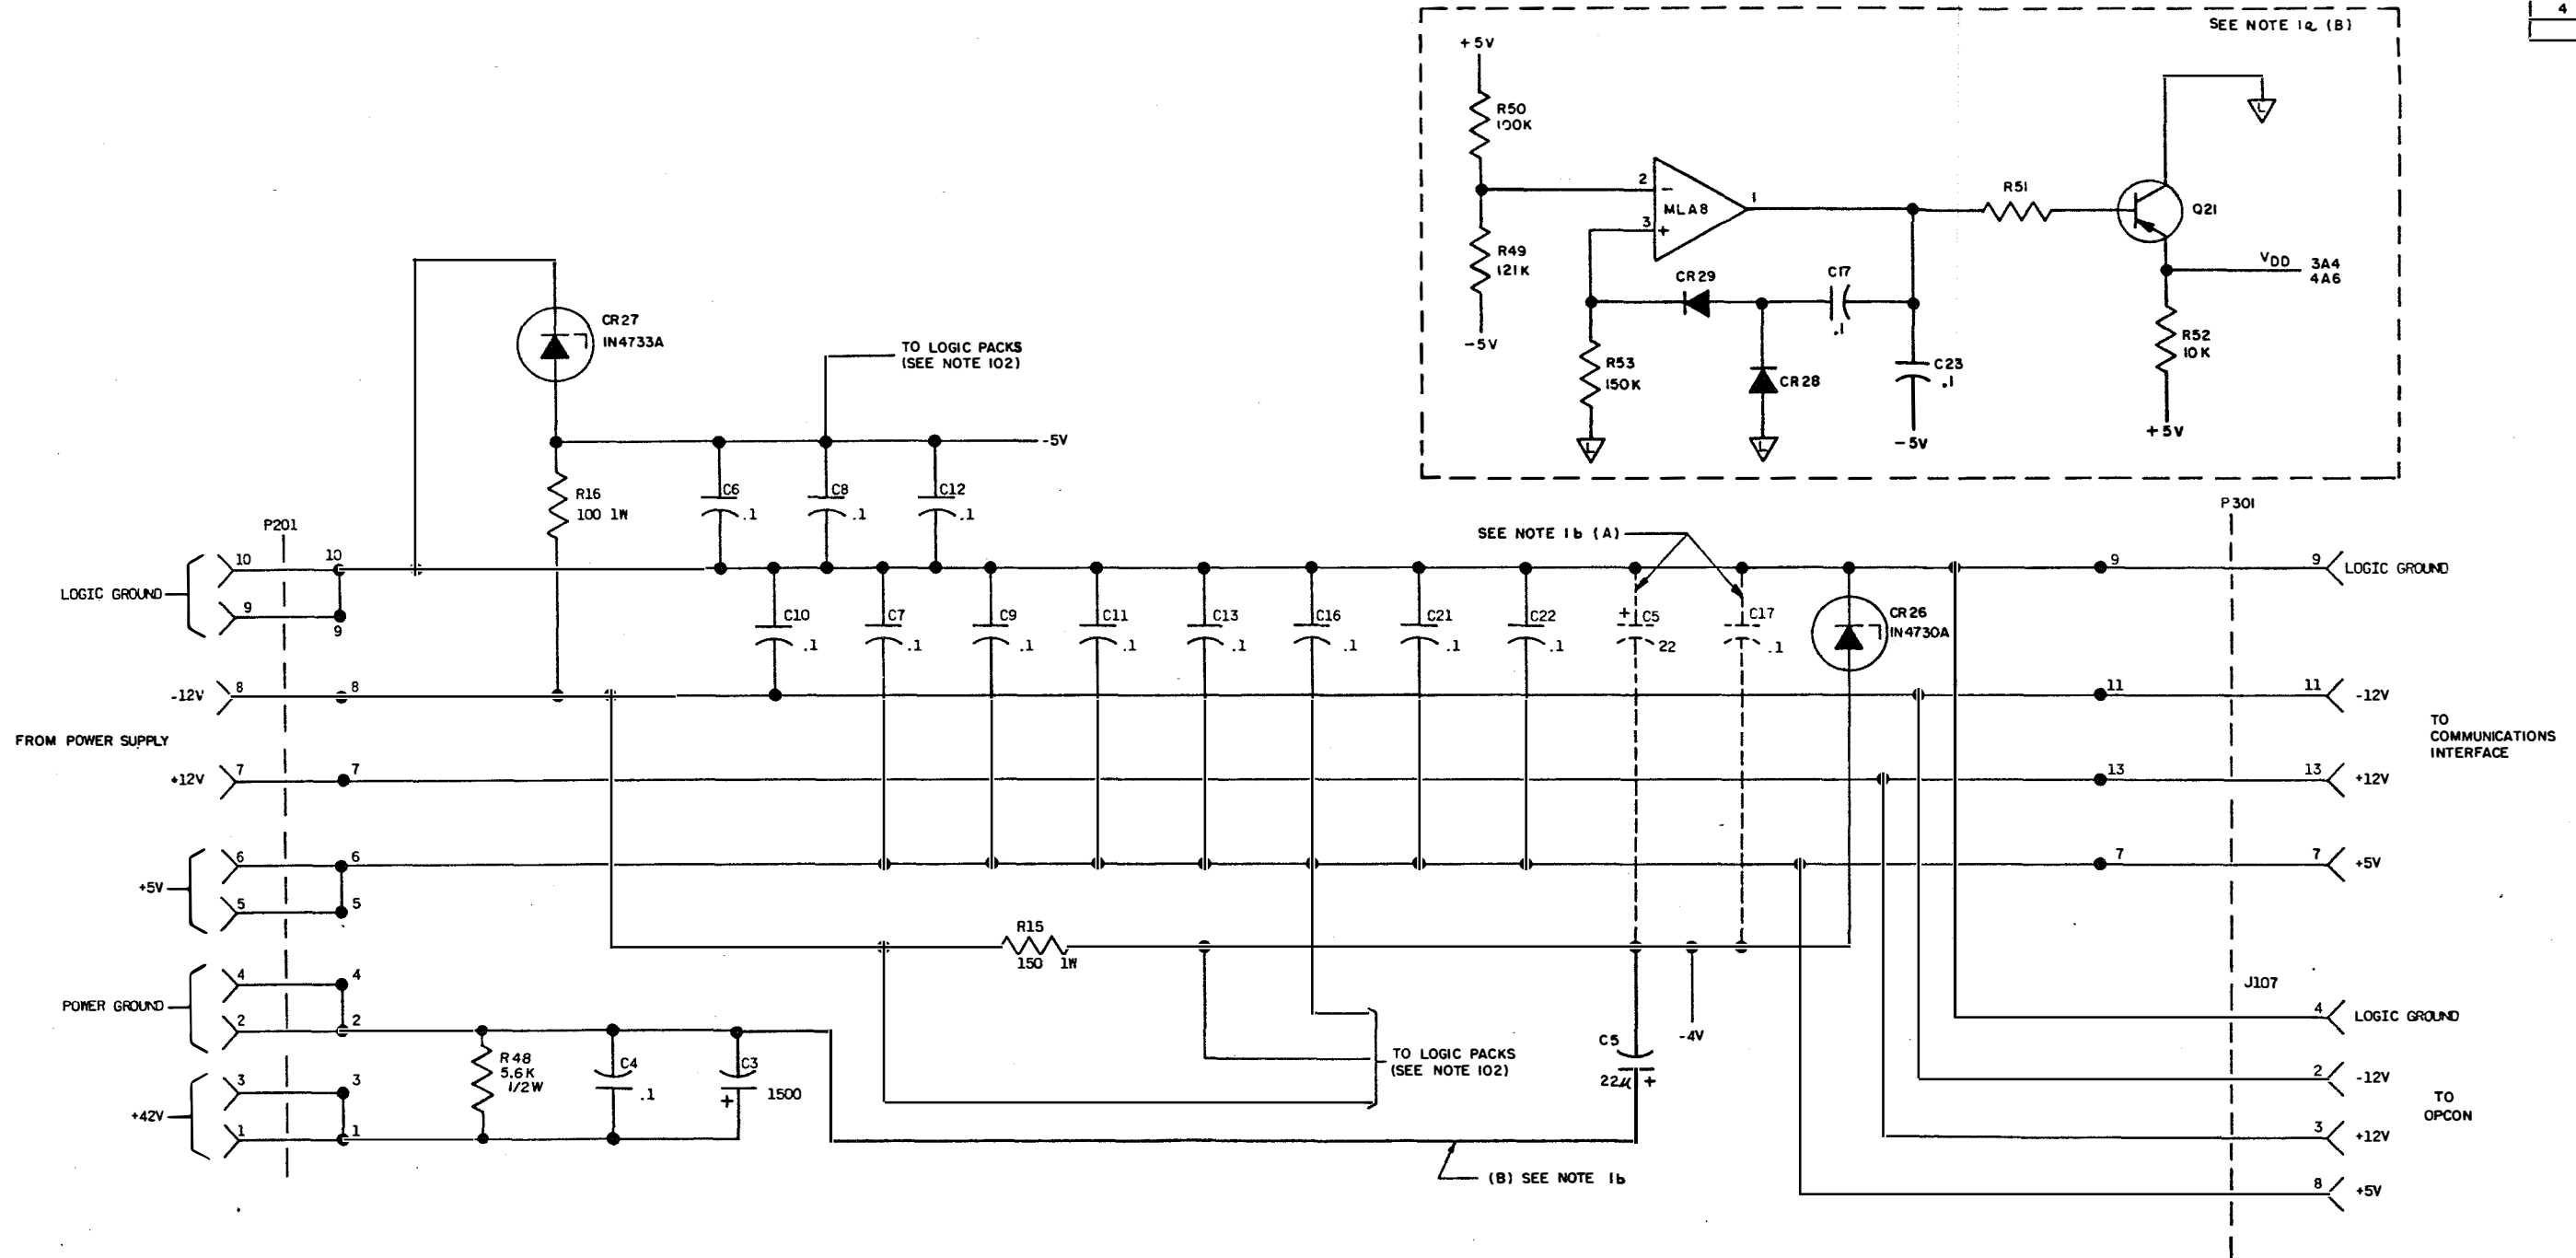 4
SEE NOTE 1a (B)
+5V
R50
100K
R49
121K
-5V
2
-
MLA8
1
3
+
R51
Q21
VDD
3A4
4A6
CR29
C17
.1
R53
150K
CR28
C23
.1
-5V
R52
10K
+5V
L
L
L
CR27
IN4733A
TO LOGIC PACKS
(SEE NOTE 102)
-5V
R16
100 1W
C6
.1
C8
.1
C12
.1
P201
P301
SEE NOTE 1b (A)
LOGIC GROUND
10
10
9
9
9
9
LOGIC GROUND
C10
.1
C7
.1
C9
.1
C11
.1
C13
.1
C16
.1
C21
.1
C22
.1
+
C5
22
C17
.1
CR26
IN4730A
-12V
8
8
11
11
-12V
FROM POWER SUPPLY
TO
COMMUNICATIONS
INTERFACE
+12V
7
7
13
13
+12V
+5V
6
6
5
5
7
7
+5V
R15
150 1W
-4V
POWER GROUND
4
4
2
2
J107
4
LOGIC GROUND
+42V
3
3
1
1
R48
5.6K
1/2W
C4
.1
C3
+
1500
TO LOGIC PACKS
(SEE NOTE 102)
C5
22µ +
2
-12V
TO
OPCON
3
+12V
(B) SEE NOTE 1b
8
+5V